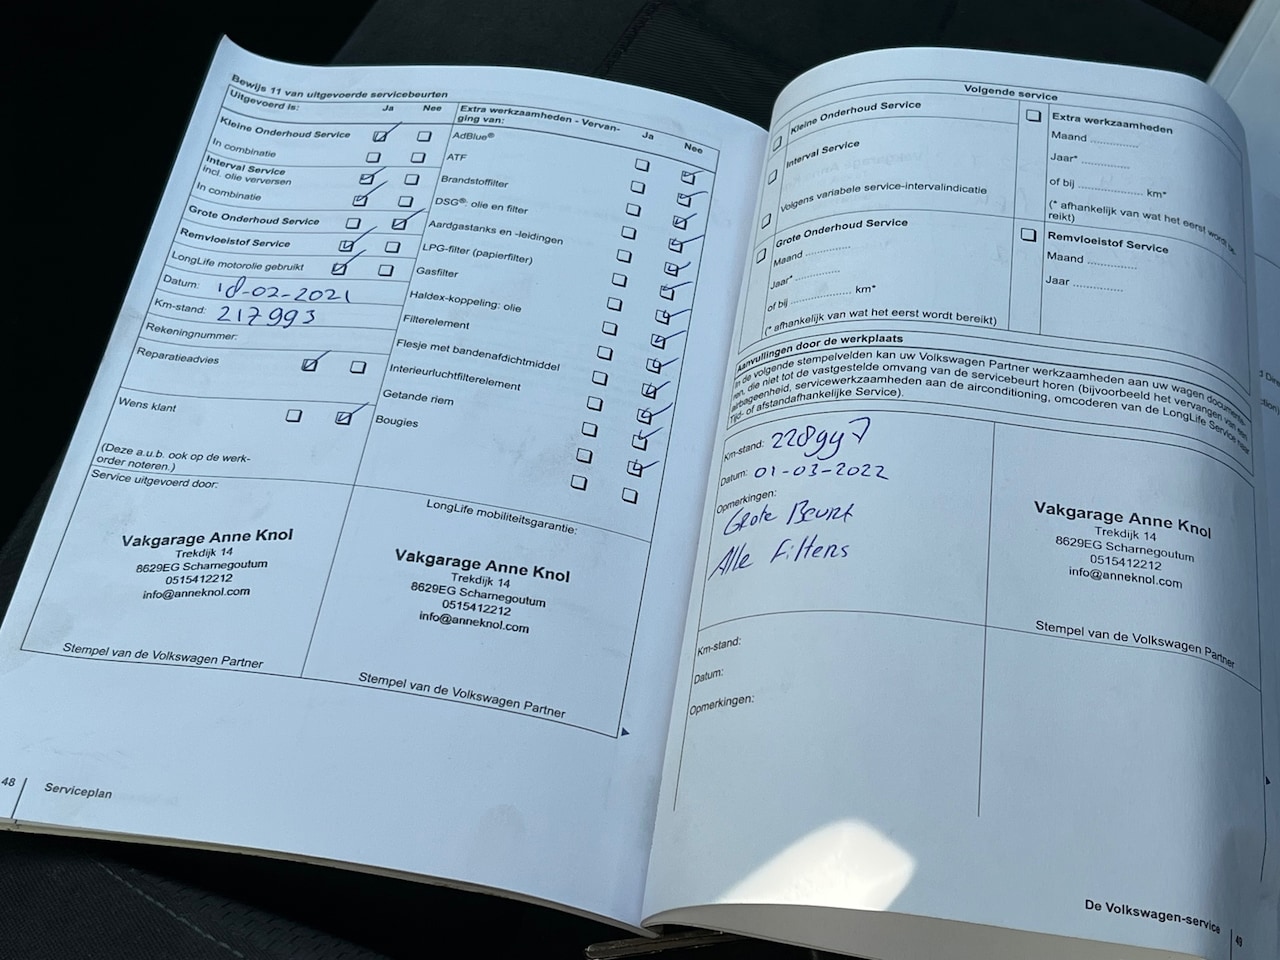 Bewijs 11 van uitgevoerde servicebeurten
Uitgevoerd is: Ja Nee
Kleine Onderhoud Service
In combinatie
Interval Service
Incl. olie verversen
In combinatie
Grote Onderhoud Service
Remvloeistof Service
LongLife motorolie gebruikt
Datum: 18-02-2021
Km-stand: 217993
Rekeningnummer:
Reparatieadvies
Wens klant
(Deze a.u.b. ook op de werk-
order noteren.)
Extra werkzaamheden - Vervan-
ging van: Ja Nee
AdBlue®
ATF
Brandstoffilter
DSG®: olie en filter
Aardgastanks en -leidingen
LPG-filter (papierfilter)
Gasfilter
Haldex-koppeling: olie
Filterelement
Flesje met bandenafdichtmiddel
Interieurluchtfilterelement
Getande riem
Bougies
Service uitgevoerd door:
Vakgarage Anne Knol
Trekdijk 14
8629EG Scharnegoutum
0515412212
info@anneknol.com
Stempel van de Volkswagen Partner
LongLife mobiliteitsgarantie:
Vakgarage Anne Knol
Trekdijk 14
8629EG Scharnegoutum
0515412212
info@anneknol.com
Stempel van de Volkswagen Partner
48 Serviceplan
Volgende service
Kleine Onderhoud Service
Interval Service
Volgens variabele service-intervalindicatie
Grote Onderhoud Service
Maand ..............
Jaar* ..............
of bij .................... km*
(* afhankelijk van wat het eerst wordt bereikt)
Extra werkzaamheden
Maand ..............
Jaar* ..............
of bij .................... km*
(* afhankelijk van wat het eerst wordt be-
reikt)
Remvloeistof Service
Maand ..............
Jaar ..............
Aanvullingen door de werkplaats
In de volgende stempelvelden kan uw Volkswagen Partner werkzaamheden aan uw wagen documente-
ren, die niet tot de vastgestelde omvang van de servicebeurt horen (bijvoorbeeld het vervangen van een
airbageenheid, servicewerkzaamheden aan de airconditioning, omcoderen van de LongLife Service naar
Tijd- of afstandafhankelijke Service).
Km-stand: 228947
Datum: 01-03-2022
Opmerkingen:
Grote Beurt
Alle Filters
Vakgarage Anne Knol
Trekdijk 14
8629EG Scharnegoutum
0515412212
info@anneknol.com
Stempel van de Volkswagen Partner
Km-stand:
Datum:
Opmerkingen:
De Volkswagen-service 49